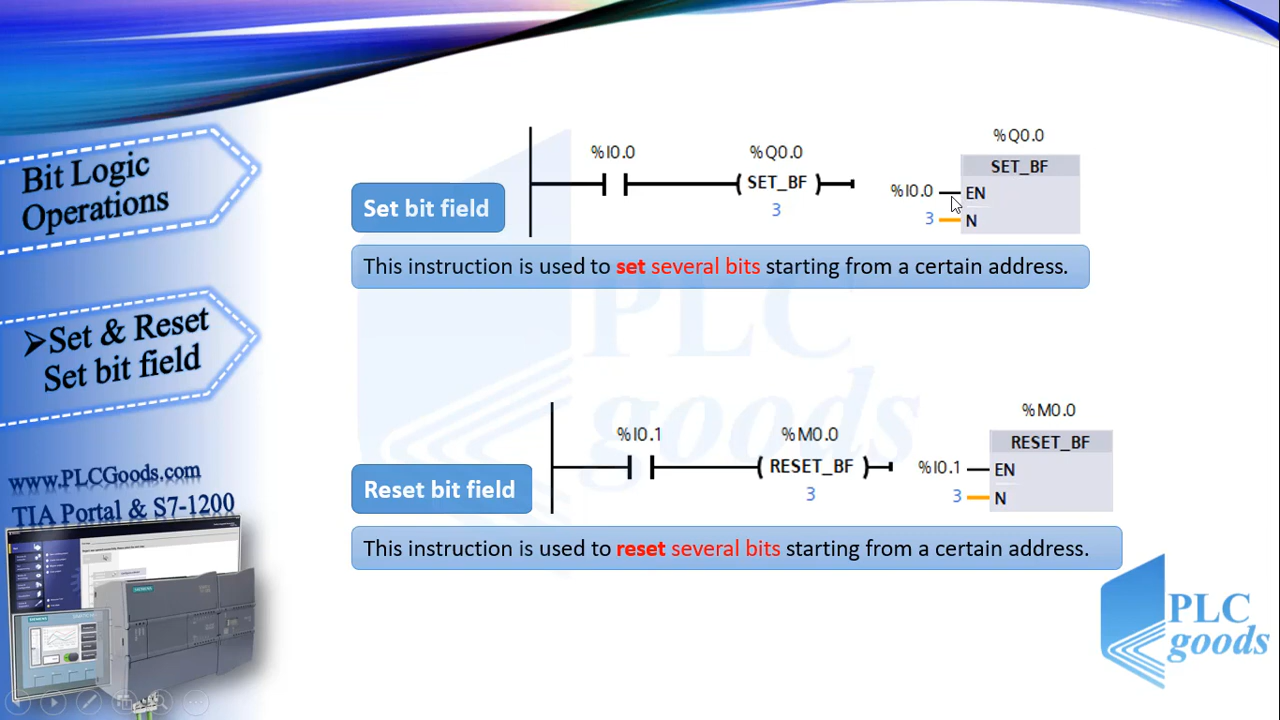 Bit Logic
Operations
➢Set & Reset
Set bit field
www.PLCGoods.com
TIA Portal & S7-1200
%I0.0
%Q0.0
SET_BF
3
%Q0.0
SET_BF
%I0.0
EN
3
N
Set bit field
This instruction is used to set several bits starting from a certain address.
PLC
goods
%I0.1
%M0.0
RESET_BF
3
%M0.0
RESET_BF
%I0.1
EN
3
N
Reset bit field
This instruction is used to reset several bits starting from a certain address.
SIEMENS
PLC
goods